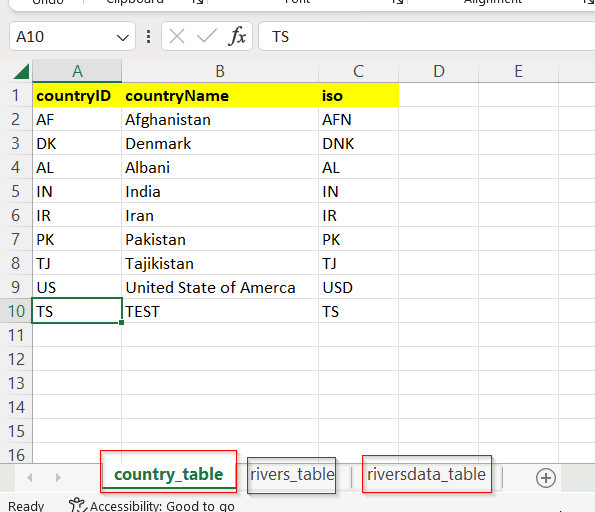 Undo Clipboard Font Alignment
A10 fx TS
A B C D E
1 countryID countryName iso
2 AF Afghanistan AFN
3 DK Denmark DNK
4 AL Albani AL
5 IN India IN
6 IR Iran IR
7 PK Pakistan PK
8 TJ Tajikistan TJ
9 US United State of Amerca USD
10 TS TEST TS
11
12
13
14
15
16
country_table rivers_table riversdata_table
Ready Accessibility: Good to go